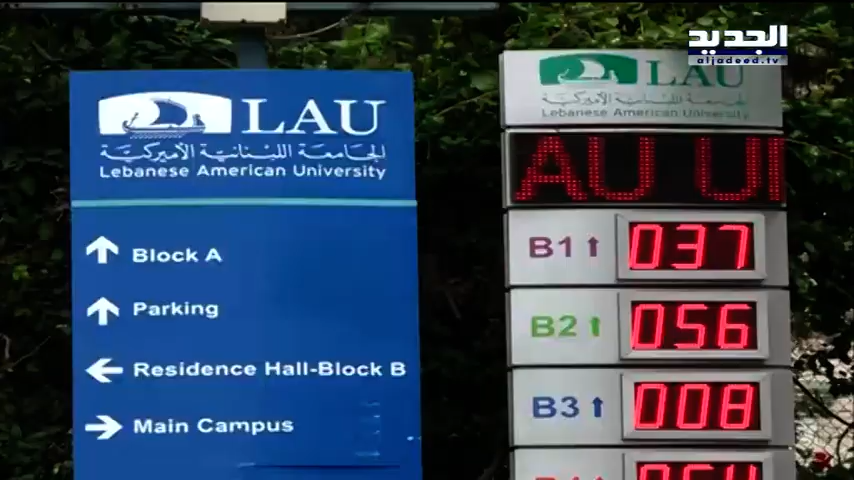 الجديد
aljadeed.tv
LAU
الجامعة اللبنانية الأميركية
Lebanese American University
Block A
Parking
Residence Hall-Block B
Main Campus
LAU
الجامعة اللبنانية الأميركية
Lebanese American University
AU U
B1 037
B2 056
B3 008